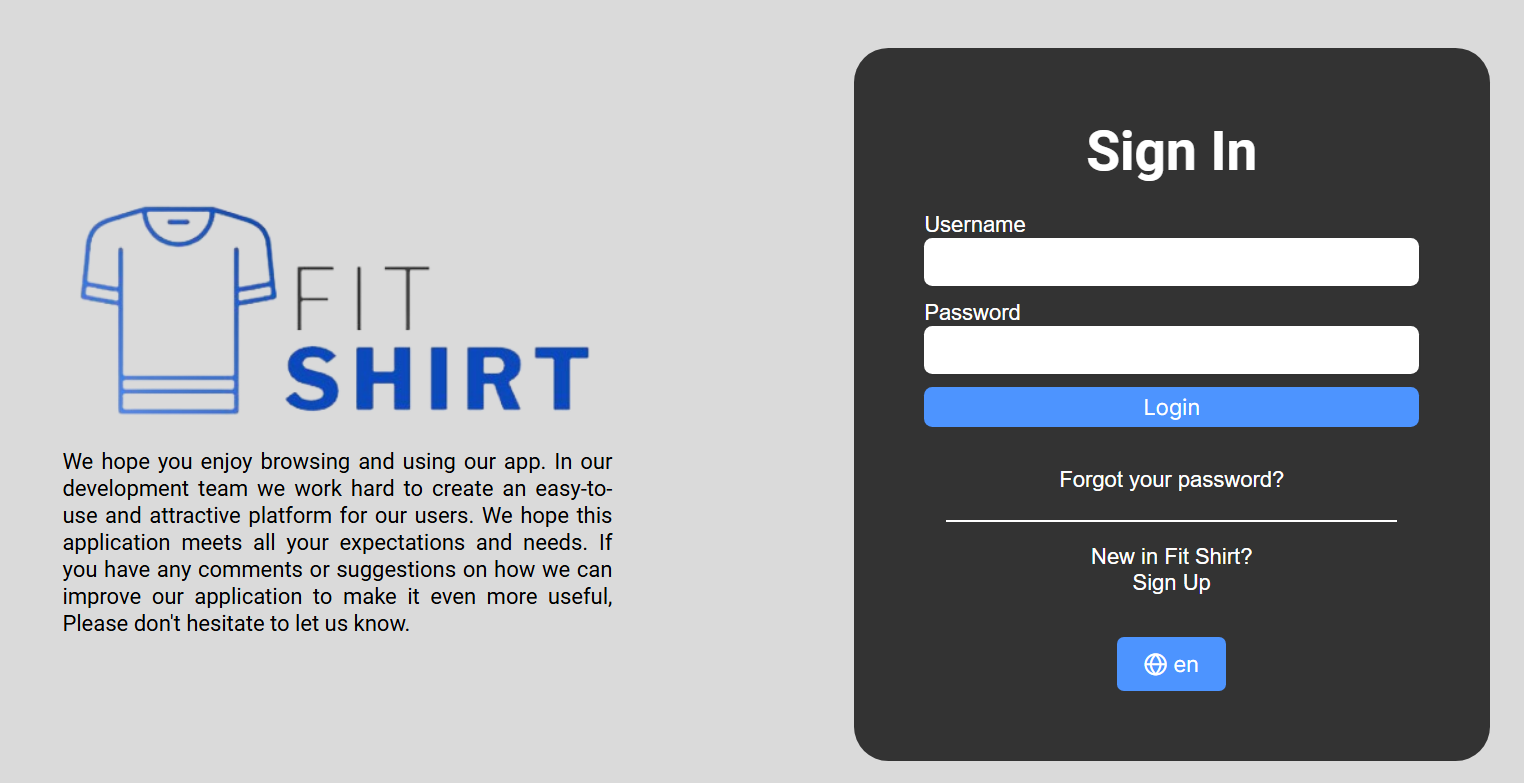 FIT
SHIRT
We hope you enjoy browsing and using our app. In our
development team we work hard to create an easy-to-
use and attractive platform for our users. We hope this
application meets all your expectations and needs. If
you have any comments or suggestions on how we can
improve our application to make it even more useful,
Please don't hesitate to let us know.
Sign In
Username
Password
Login
Forgot your password?
New in Fit Shirt?
Sign Up
en